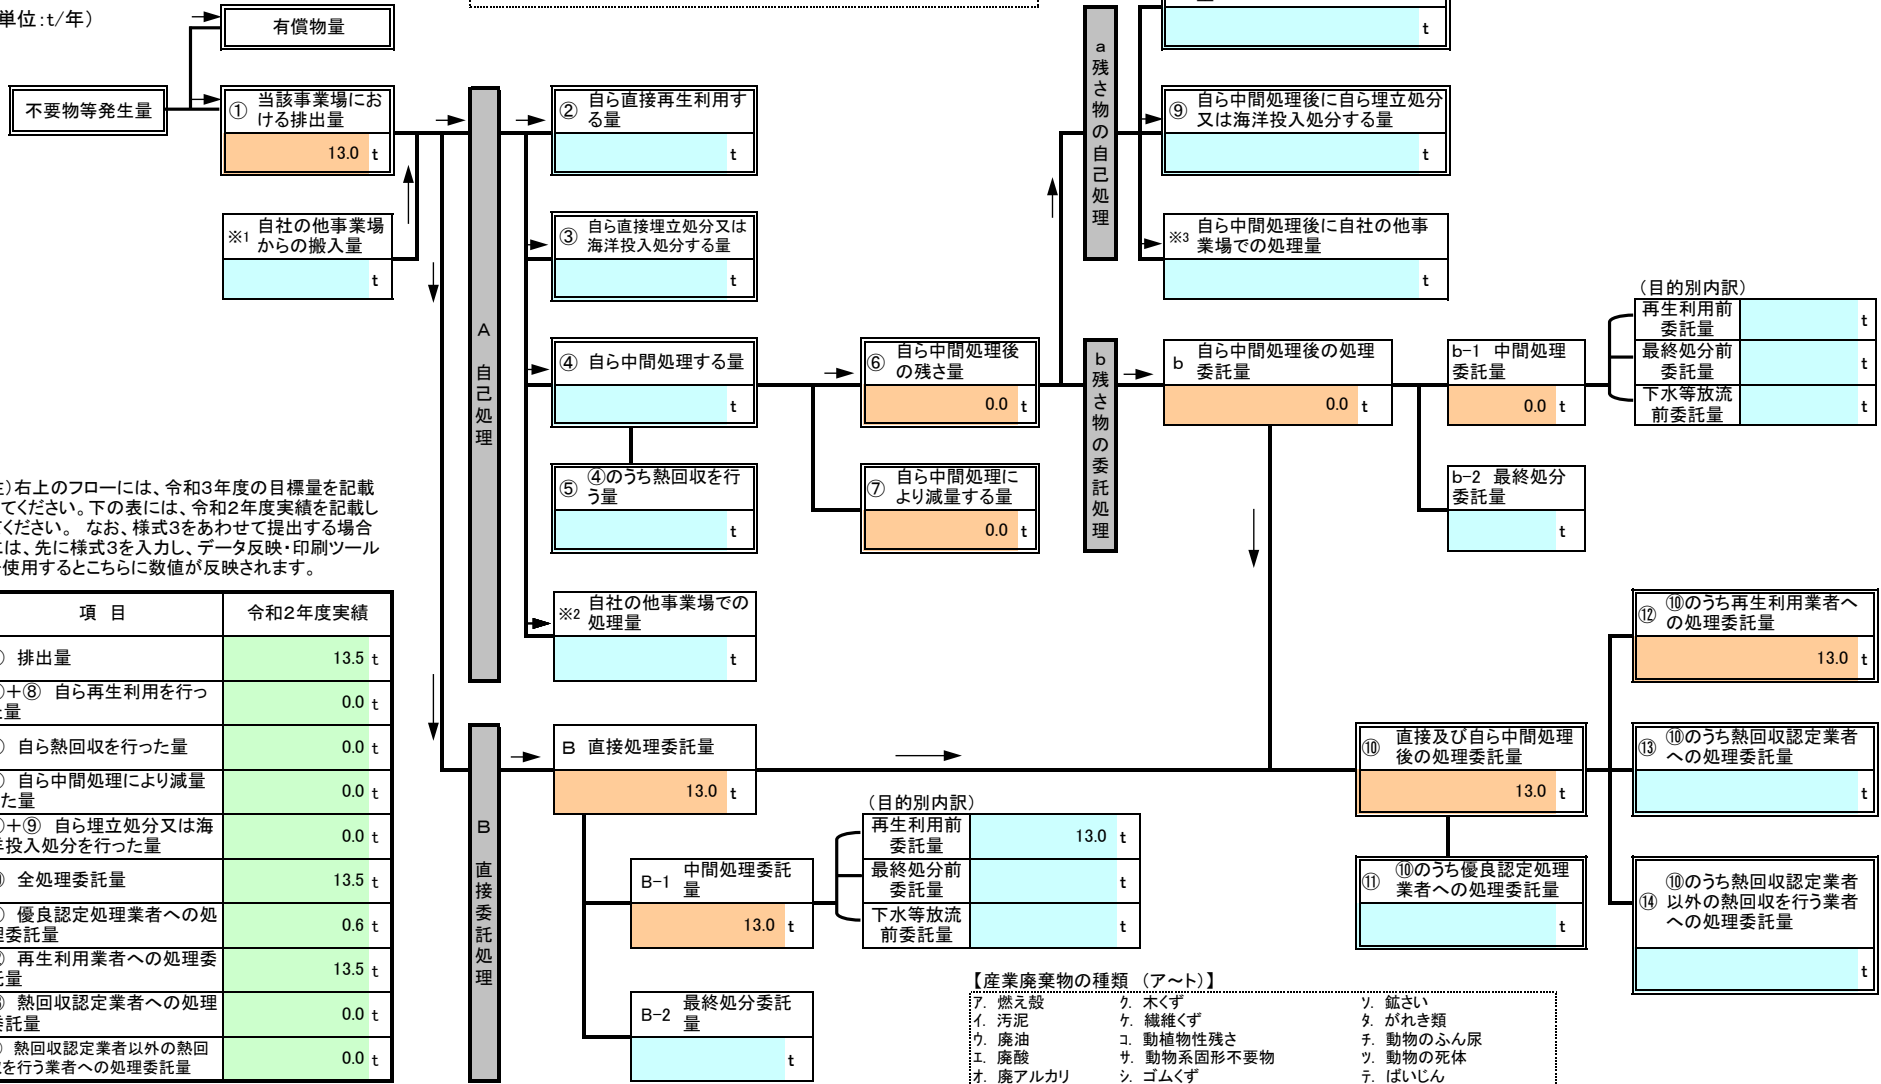 単位:t/年)
有償物量
不要物等発生量
① 当該事業場にお
ける排出量
13.0 t
※1 自社の他事業場
からの搬入量
t
A 自己処理
② 自ら直接再生利用す
る量
t
③ 自ら直接埋立処分又は
海洋投入処分する量
t
④ 自ら中間処理する量
t
⑤ ④のうち熱回収を行
う量
t
※2 自社の他事業場での
処理量
t
⑥ 自ら中間処理後
の残さ量
0.0 t
⑦ 自ら中間処理に
より減量する量
0.0 t
a 残さ物の自己処理
t
⑨ 自ら中間処理後に自ら埋立処分
又は海洋投入処分する量
t
※3 自ら中間処理後に自社の他事
業場での処理量
t
b 残さ物の委託処理
b 自ら中間処理後の処理
委託量
0.0 t
b-1 中間処理
委託量
0.0 t
(目的別内訳)
再生利用前
委託量 t
最終処分前
委託量 t
下水等放流
前委託量 t
b-2 最終処分
委託量
t
)右上のフローには、令和3年度の目標量を記載
てください。下の表には、令和2年度実績を記載し
ください。 なお、様式3をあわせて提出する場合
は、先に様式3を入力し、データ反映・印刷ツール
使用するとこちらに数値が反映されます。
項 目 令和2年度実績
) 排出量 13.5 t
)+⑧ 自ら再生利用を行っ
量 0.0 t
) 自ら熱回収を行った量 0.0 t
) 自ら中間処理により減量
た量 0.0 t
)+⑨ 自ら埋立処分又は海
投入処分を行った量 0.0 t
) 全処理委託量 13.5 t
) 優良認定処理業者への処
委託量 0.6 t
) 再生利用業者への処理委
量 13.5 t
) 熱回収認定業者への処理
託量 0.0 t
) 熱回収認定業者以外の熱回
を行う業者への処理委託量 0.0 t
B 直接委託処理
B 直接処理委託量
13.0 t
B-1 中間処理委託
量
13.0 t
(目的別内訳)
再生利用前
委託量 13.0 t
最終処分前
委託量 t
下水等放流
前委託量 t
B-2 最終処分委託
量
t
⑩ 直接及び自ら中間処理
後の処理委託量
13.0 t
⑪ ⑩のうち優良認定処理
業者への処理委託量
t
⑫ ⑩のうち再生利用業者へ
の処理委託量
13.0 t
⑬ ⑩のうち熱回収認定業者
への処理委託量
t
⑭ ⑩のうち熱回収認定業者
以外の熱回収を行う業者
への処理委託量
t
【産業廃棄物の種類 (ア~ト)】
ア. 燃え殻 ク. 木くず ソ. 鉱さい
イ. 汚泥 ケ. 繊維くず タ. がれき類
ウ. 廃油 コ. 動植物性残さ チ. 動物のふん尿
エ. 廃酸 サ. 動物系固形不要物 ツ. 動物の死体
オ. 廃アルカリ シ. ゴムくず テ. ばいじん